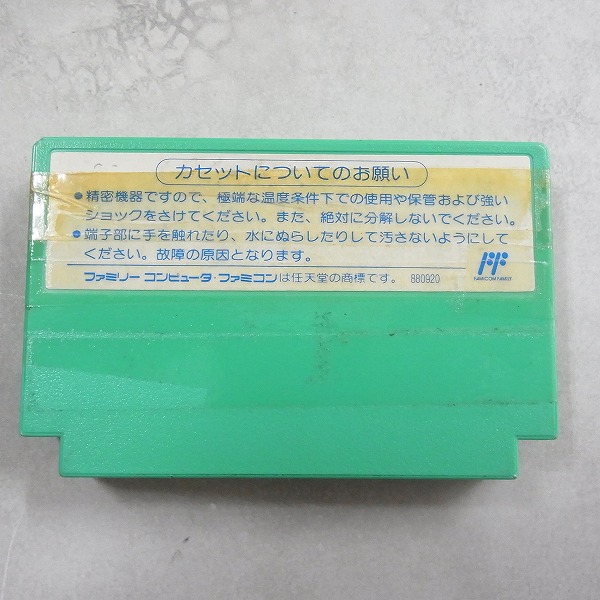 カセットについてのお願い
●精密機器ですので、極端な温度条件下での使用や保管および強い
ショックをさけてください。また、絶対に分解しないでください。
●端子部に手を触れたり、水にぬらしたりして汚さないようにして
ください。故障の原因となります。
ファミリー コンピュータ・ファミコンは任天堂の商標です。 880920
FAMICOM FAMILY